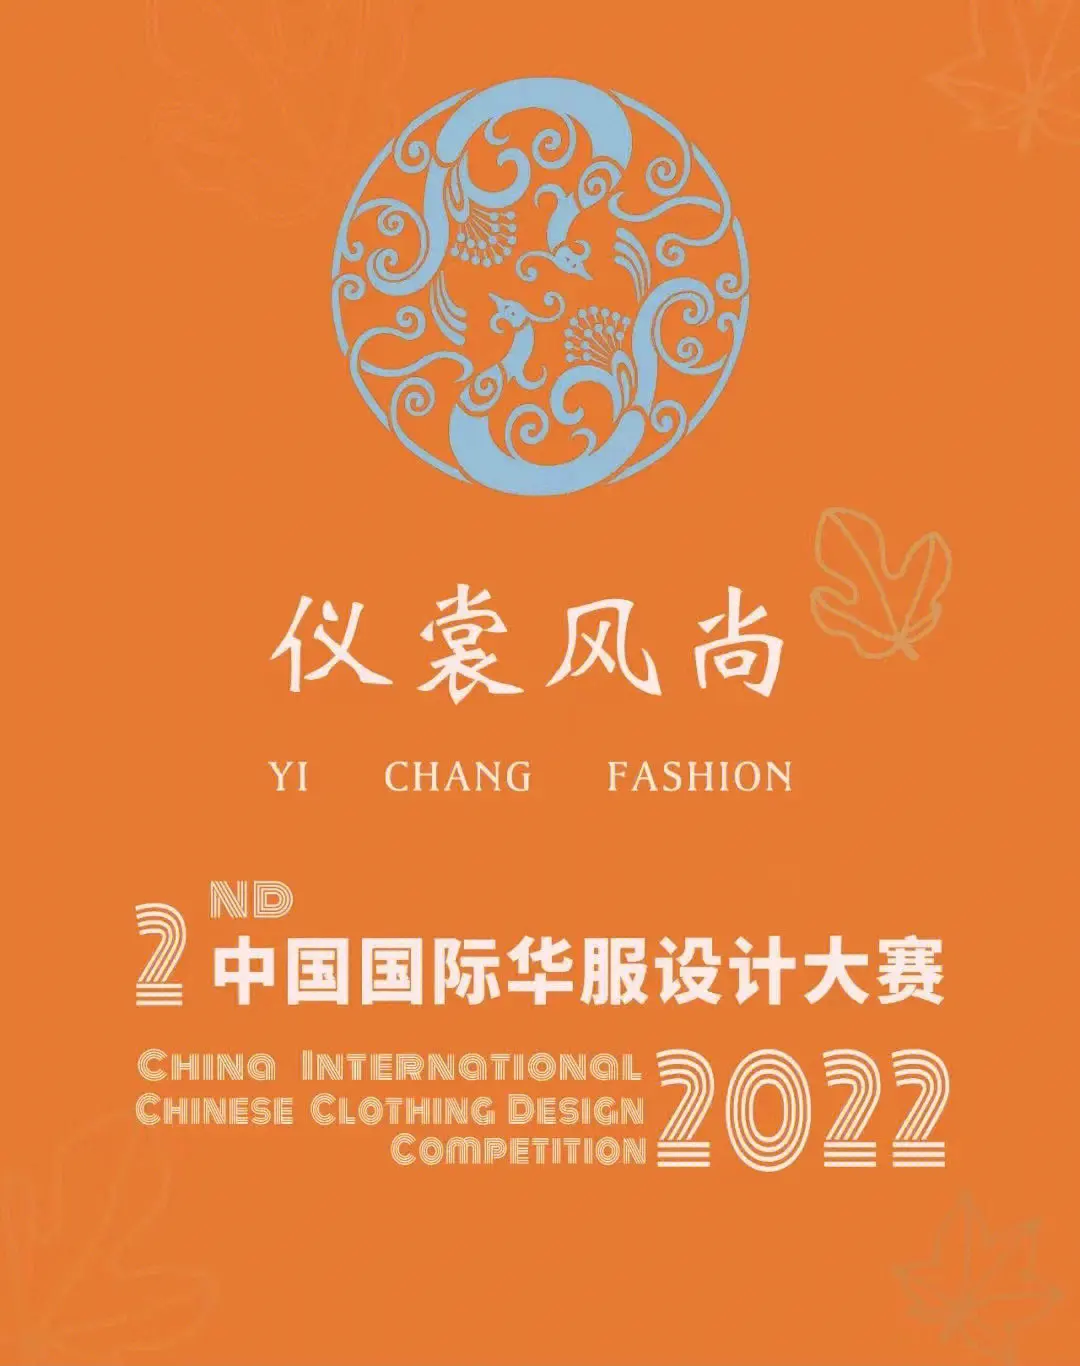 仪裳风尚
YI CHANG FASHION
2ND
中国国际华服设计大赛
China International
Chinese Clothing Design
Competition
2022